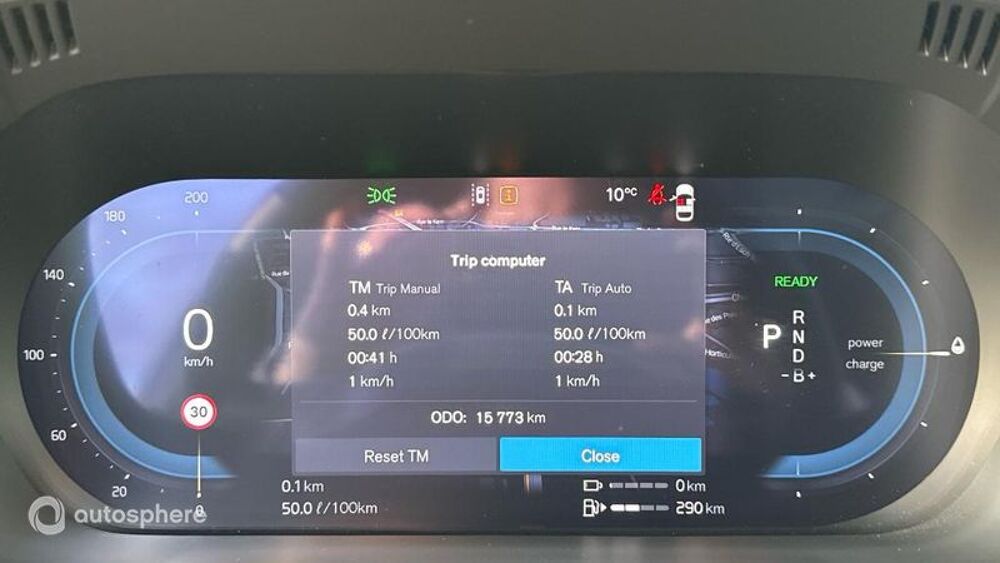 200
180
140
100
60
20
0
10°C
Trip computer
TM Trip Manual
TA Trip Auto
0.4 km
0.1 km
50.0 ℓ/100km
50.0 ℓ/100km
00:41 h
00:28 h
1 km/h
1 km/h
ODO: 15 773 km
Reset TM
Close
0
km/h
30
READY
P
R
N
D
-B+
power
charge
0.1 km
50.0 ℓ/100km
0 km
290 km
autosphere